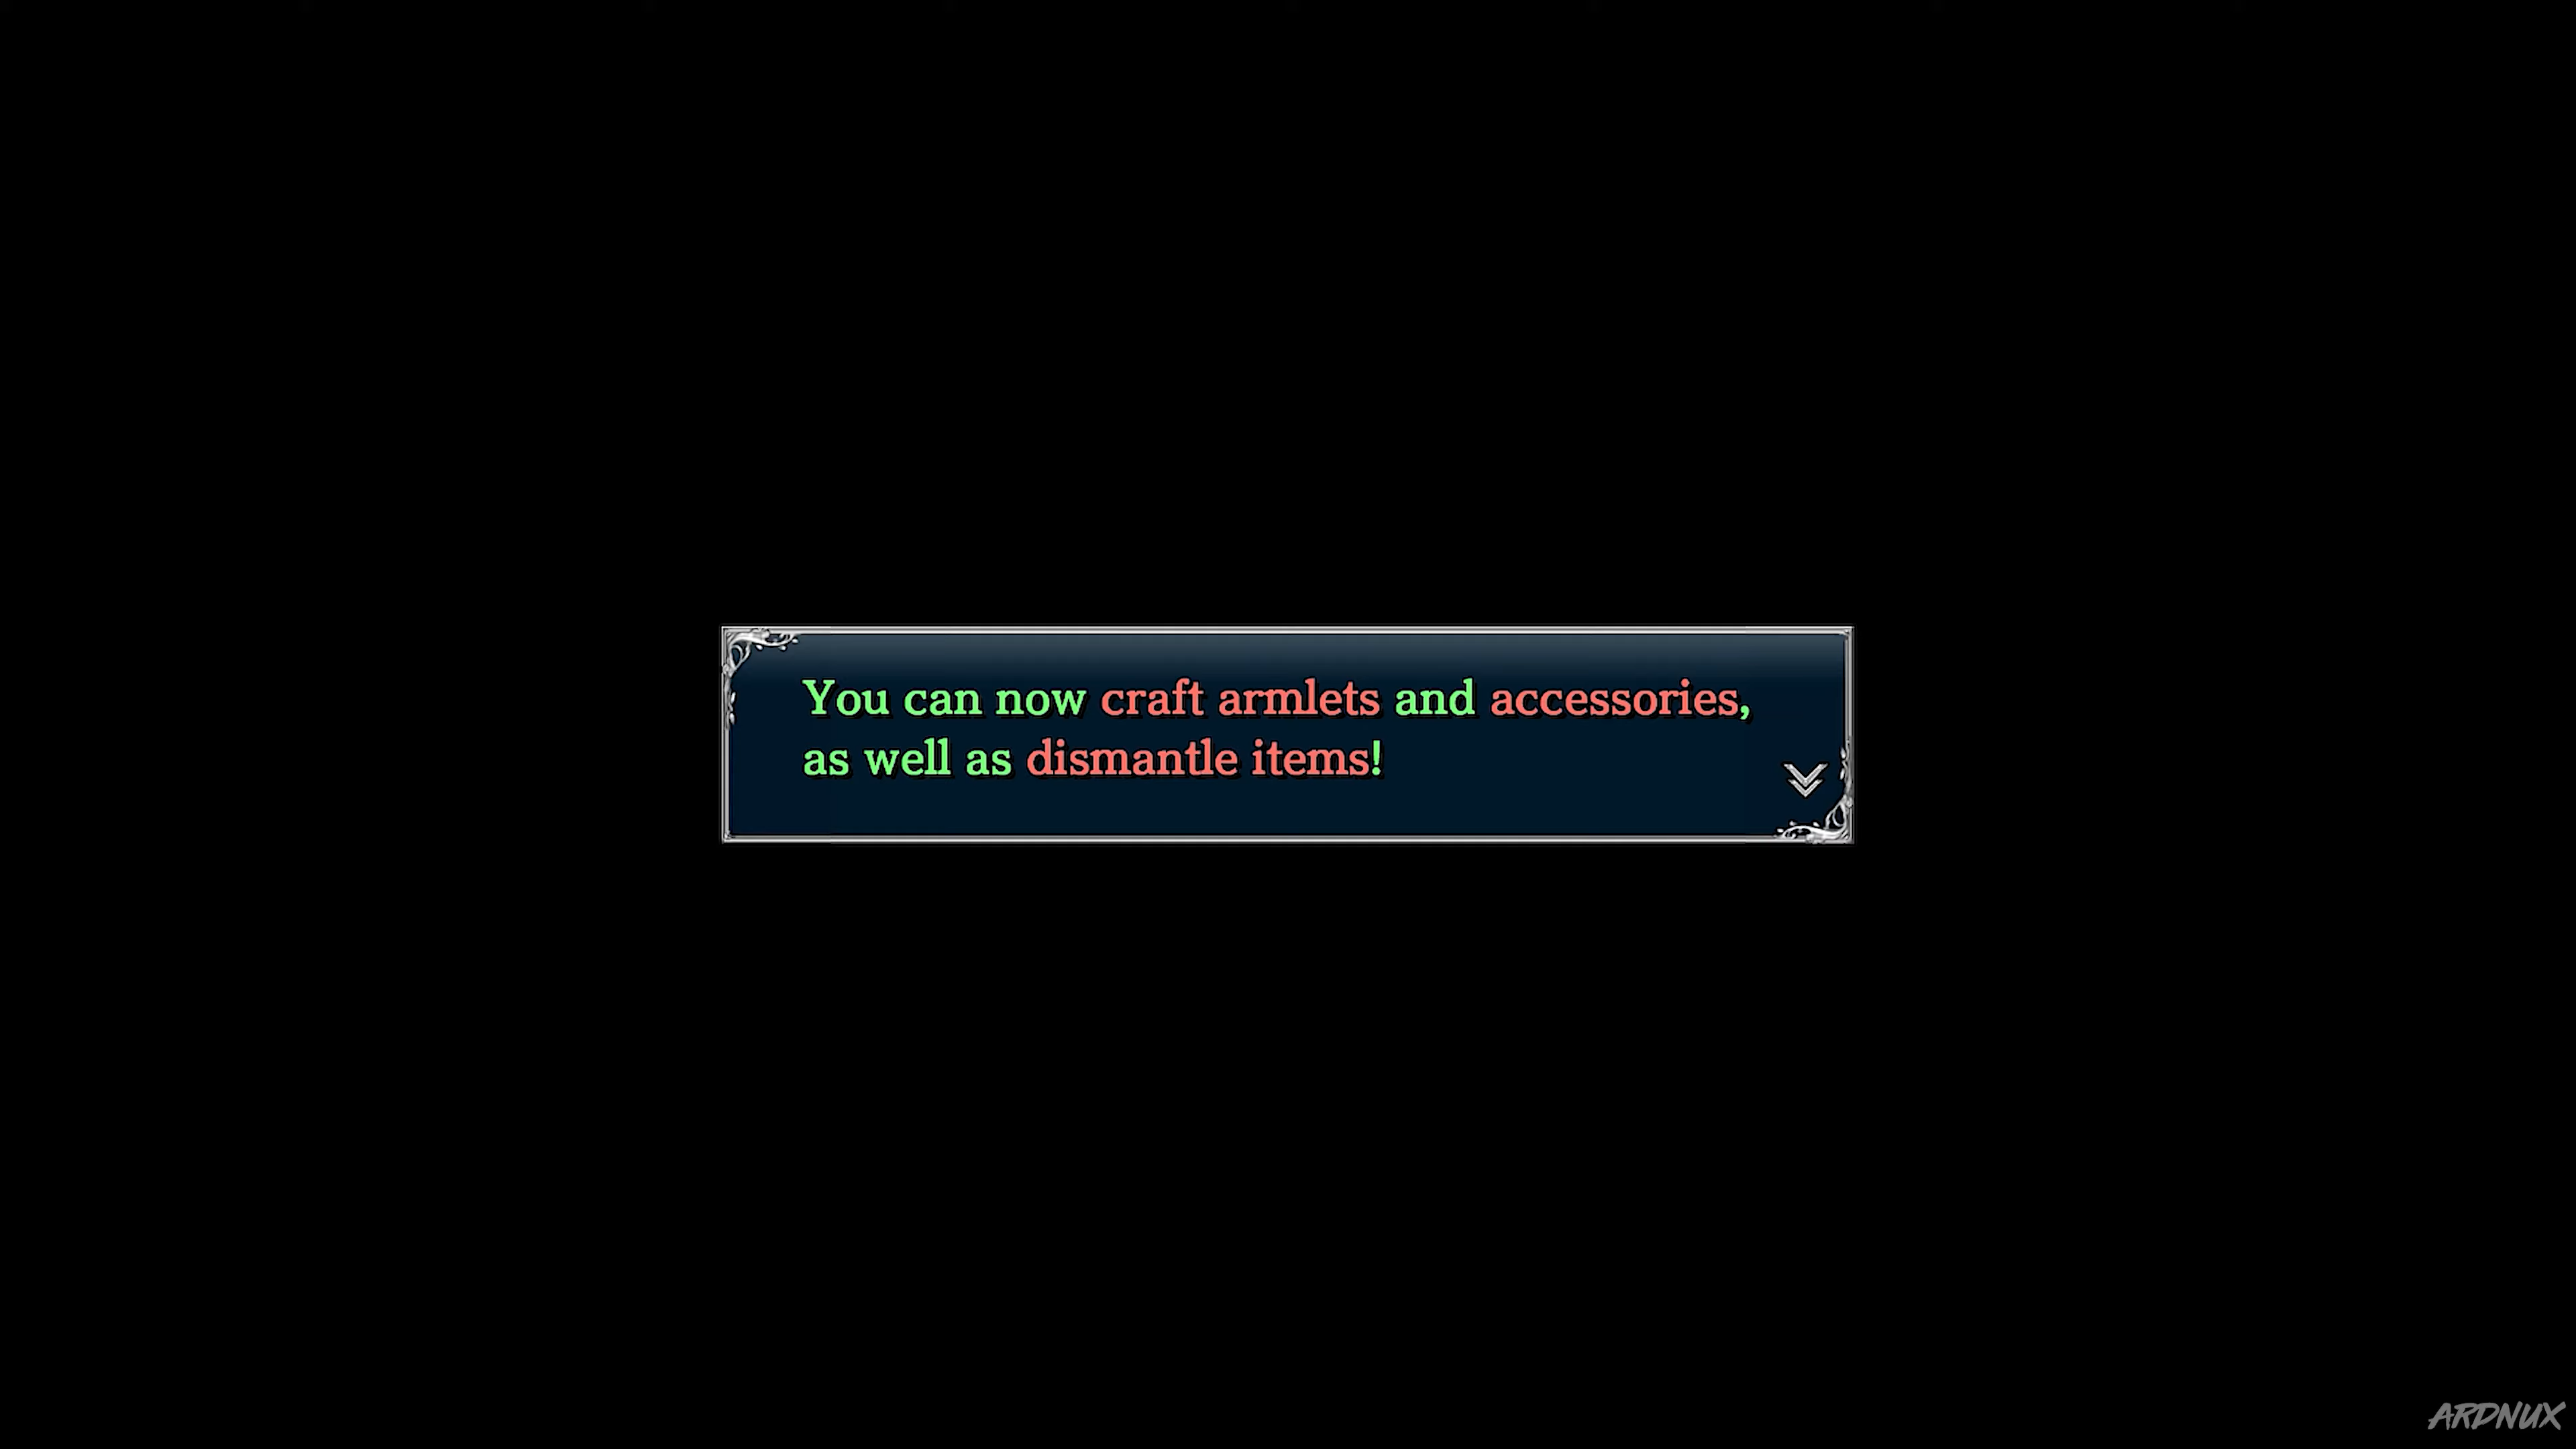 You can now craft armlets and accessories,
as well as dismantle items!
ARDNUX